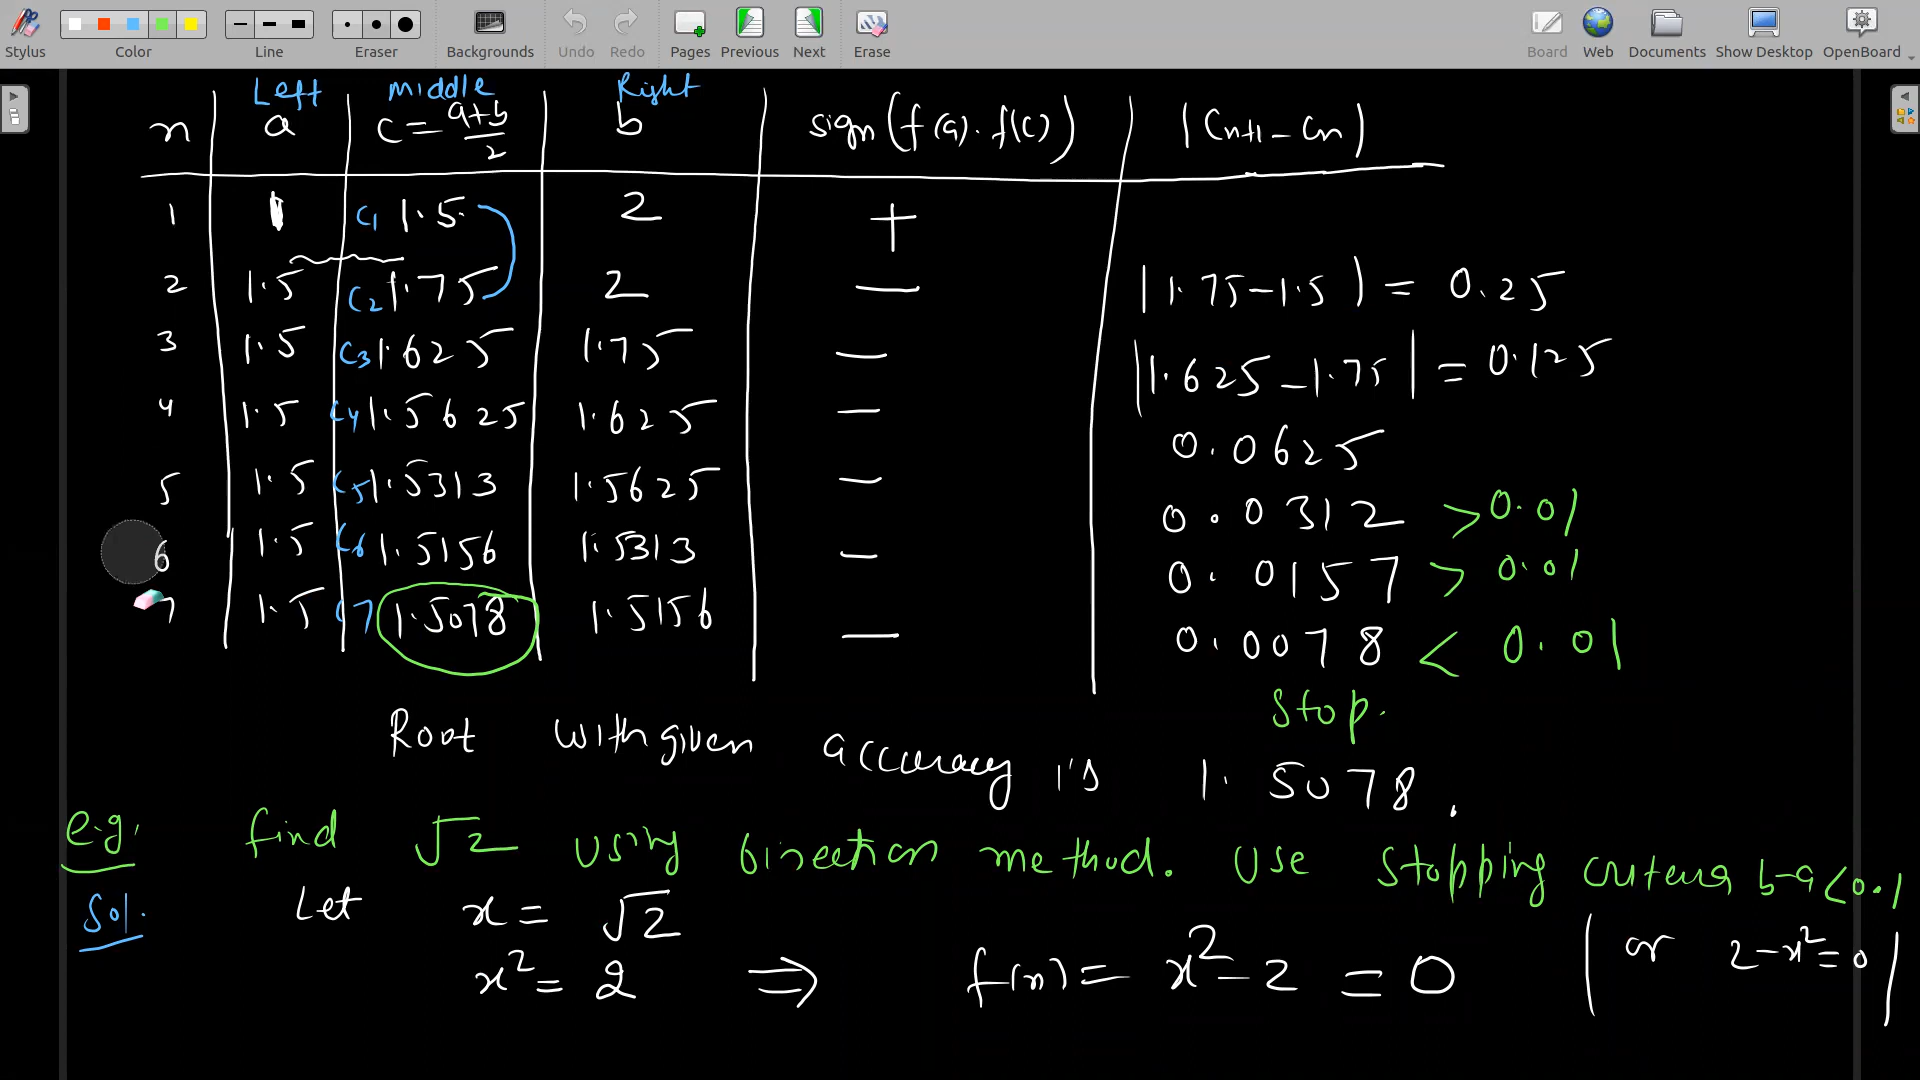 Stylus Color Line Eraser Backgrounds Undo Redo Pages Previous Next Erase Board Web Documents Show Desktop OpenBoard
Left middle Right
n a c = a+b/2 b sign(f(a). f(c)) |Cn+1 - Cn|
1 1 C1 1.5 2 +
2 1.5 C2 1.75 2 — |1.75-1.5| = 0.25
3 1.5 C3 1.625 1.75 — |1.625-1.75| = 0.125
4 1.5 C4 1.5625 1.625 — 0.0625
5 1.5 C5 1.5313 1.5625 — 0.0312 > 0.01
6 1.5 C6 1.5156 1.5313 — 0.0157 > 0.01
7 1.5 C7 1.5078 1.5156 — 0.0078 < 0.01
Stop.
Root with given accuracy is 1.5078.
e.g. find √2 using bisection method. Use stopping criteria b-a<0.1
Sol. Let x = √2
x² = 2 ⇒ f(x) = x² - 2 = 0 | or 2-x²=0 |